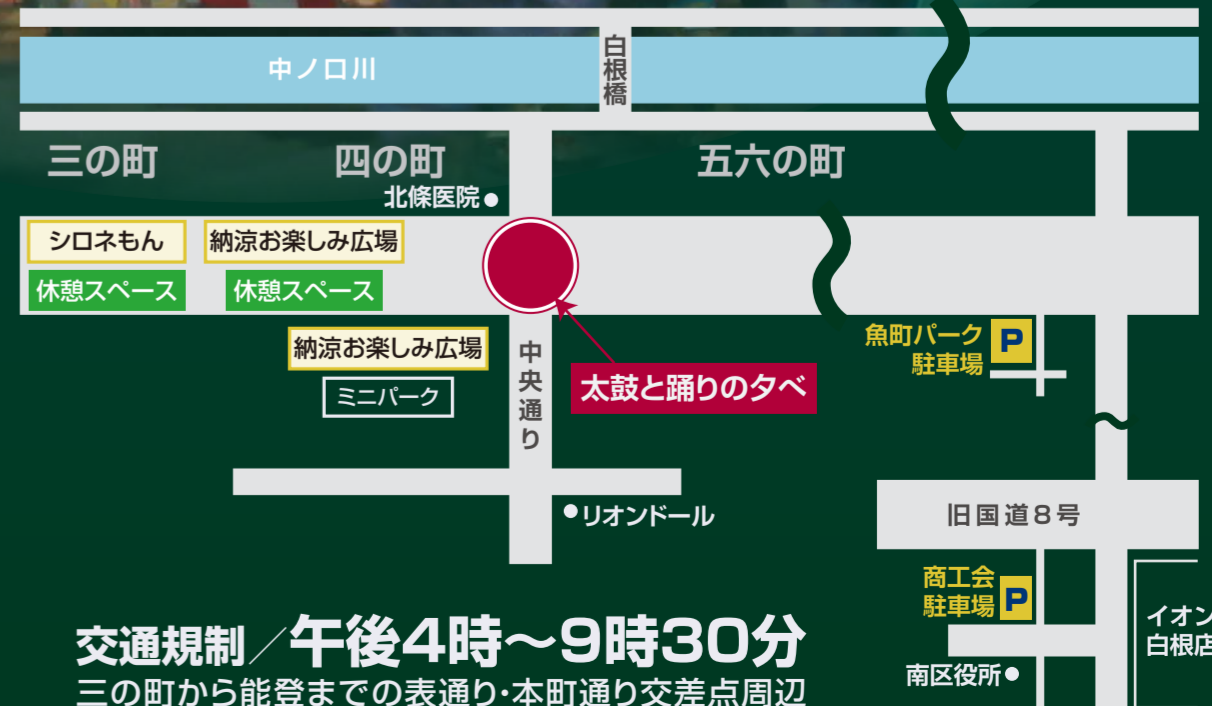 中ノ口川
白根橋
三の町
四の町
五六の町
北條医院
シロネもん
納涼お楽しみ広場
休憩スペース
休憩スペース
納涼お楽しみ広場
ミニパーク
中央通り
太鼓と踊りの夕べ
魚町パーク
駐車場
P
リオンドール
旧国道8号
商工会
駐車場
P
イオン
白根店
南区役所
交通規制／午後4時～9時30分
三の町から能登までの表通り・本町通り交差点周辺